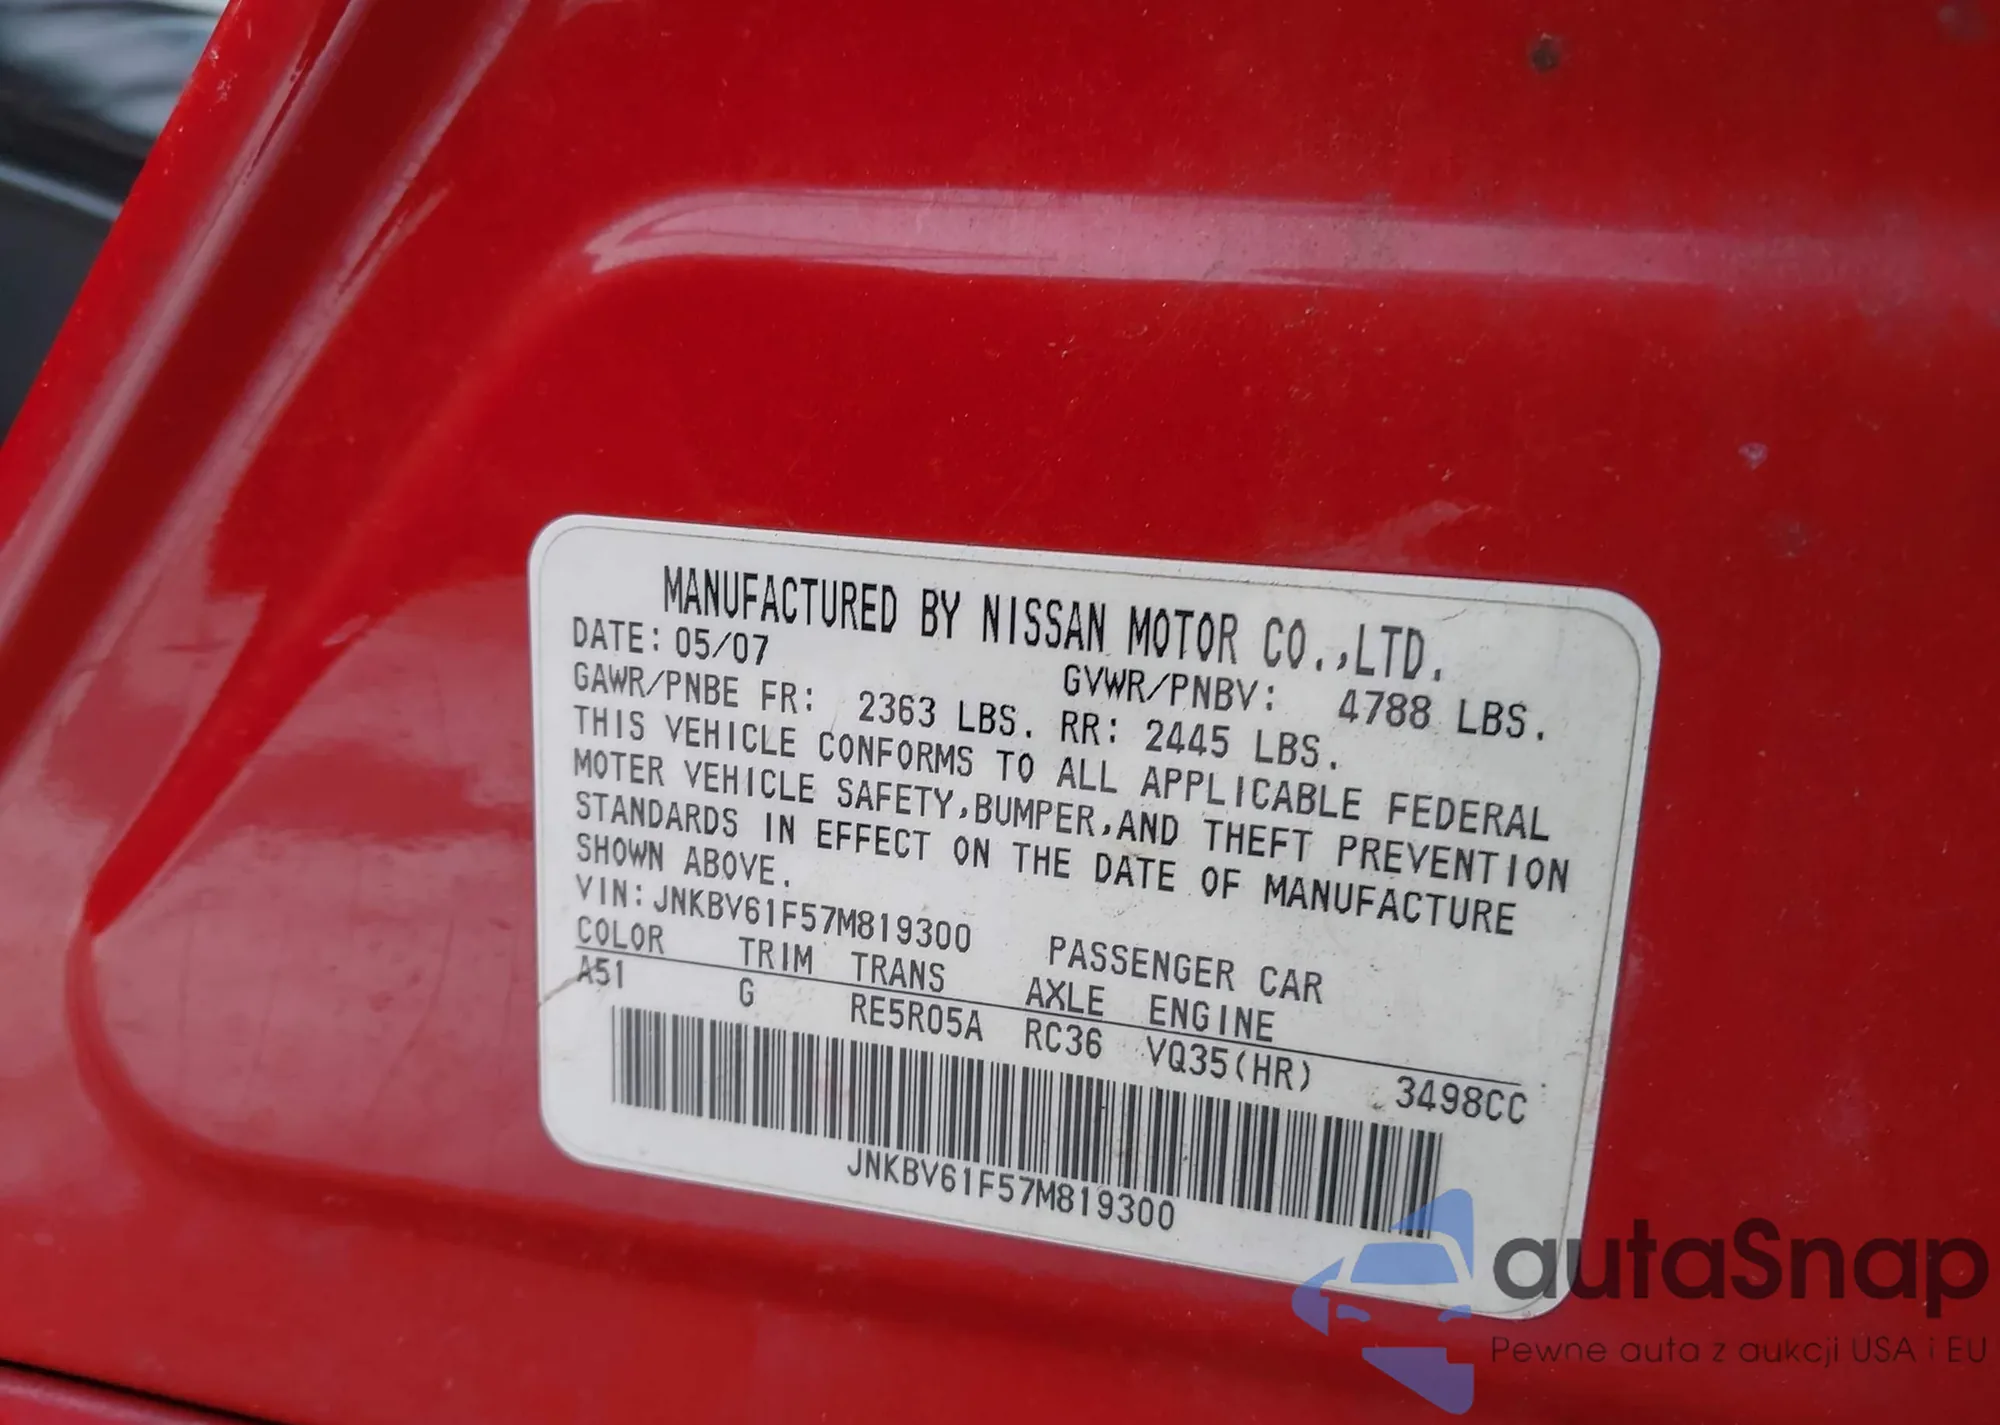 MANUFACTURED BY NISSAN MOTOR CO.,LTD.
DATE: 05/07 GVWR/PNBV: 4788 LBS.
GAWR/PNBE FR: 2363 LBS. RR: 2445 LBS.
THIS VEHICLE CONFORMS TO ALL APPLICABLE FEDERAL
MOTER VEHICLE SAFETY,BUMPER,AND THEFT PREVENTION
STANDARDS IN EFFECT ON THE DATE OF MANUFACTURE
SHOWN ABOVE.
VIN: JNKBV61F57M819300 PASSENGER CAR
COLOR TRIM TRANS AXLE ENGINE
A51 G RE5R05A RC36 VQ35(HR) 3498CC
JNKBV61F57M819300
autaSnap
Pewne auta z aukcji USA i EU